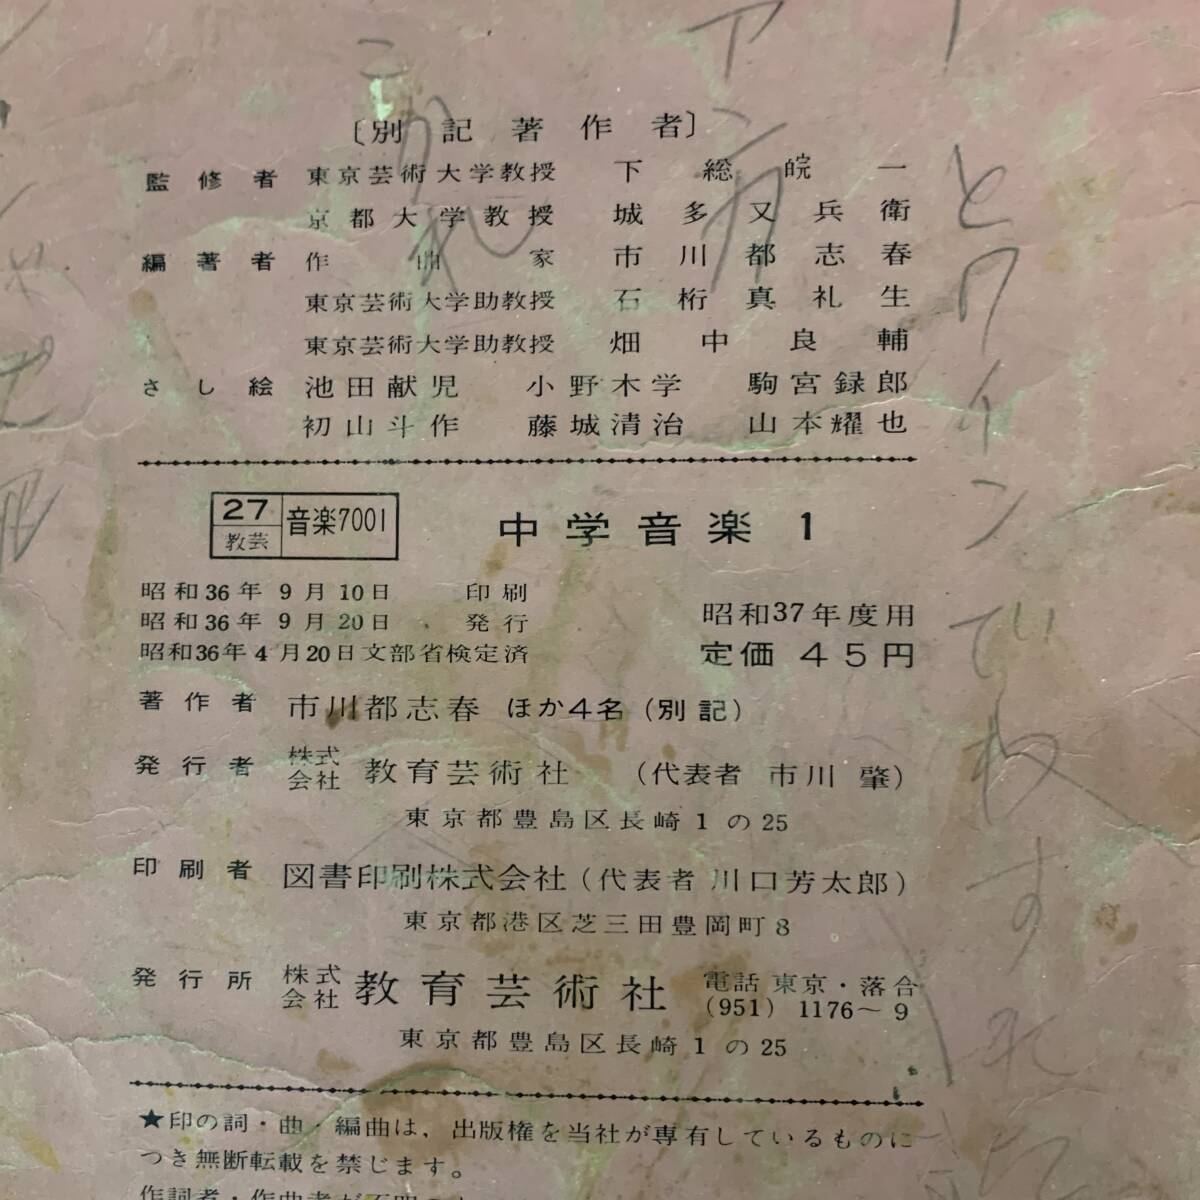 〔別記著作者〕
監修者 東京芸術大学教授 下総皖一
京都大学教授 城多又兵衛
編著者 作曲家 市川都志春
東京芸術大学助教授 石桁真礼生
東京芸術大学助教授 畑中良輔
さし絵 池田献児 小野木学 駒宮録郎
初山斗作 藤城清治 山本耀也
27 教芸 音楽7001 中学音楽 1
昭和36年 9月10日 印刷
昭和36年 9月20日 発行
昭和36年4月20日文部省検定済
昭和37年度用
定価 45円
著作者 市川都志春 ほか4名(別記)
発行者 株式会社 教育芸術社 (代表者 市川 肇)
東京都豊島区長崎1の25
印刷者 図書印刷株式会社(代表者 川口芳太郎)
東京都港区芝三田豊岡町8
発行所 株式会社 教育芸術社 電話 東京・落合 (951) 1176〜9
東京都豊島区長崎1の25
★印の詞・曲・編曲は,出版権を当社が専有しているものに
つき無断転載を禁じます。